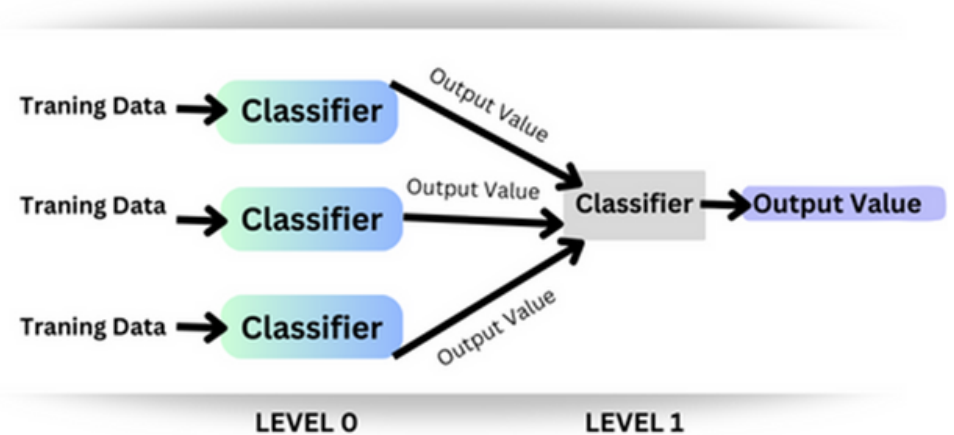 Traning Data
Classifier
Output Value
Traning Data
Classifier
Output Value
Classifier
Output Value
Traning Data
Classifier
Output Value
LEVEL 0
LEVEL 1